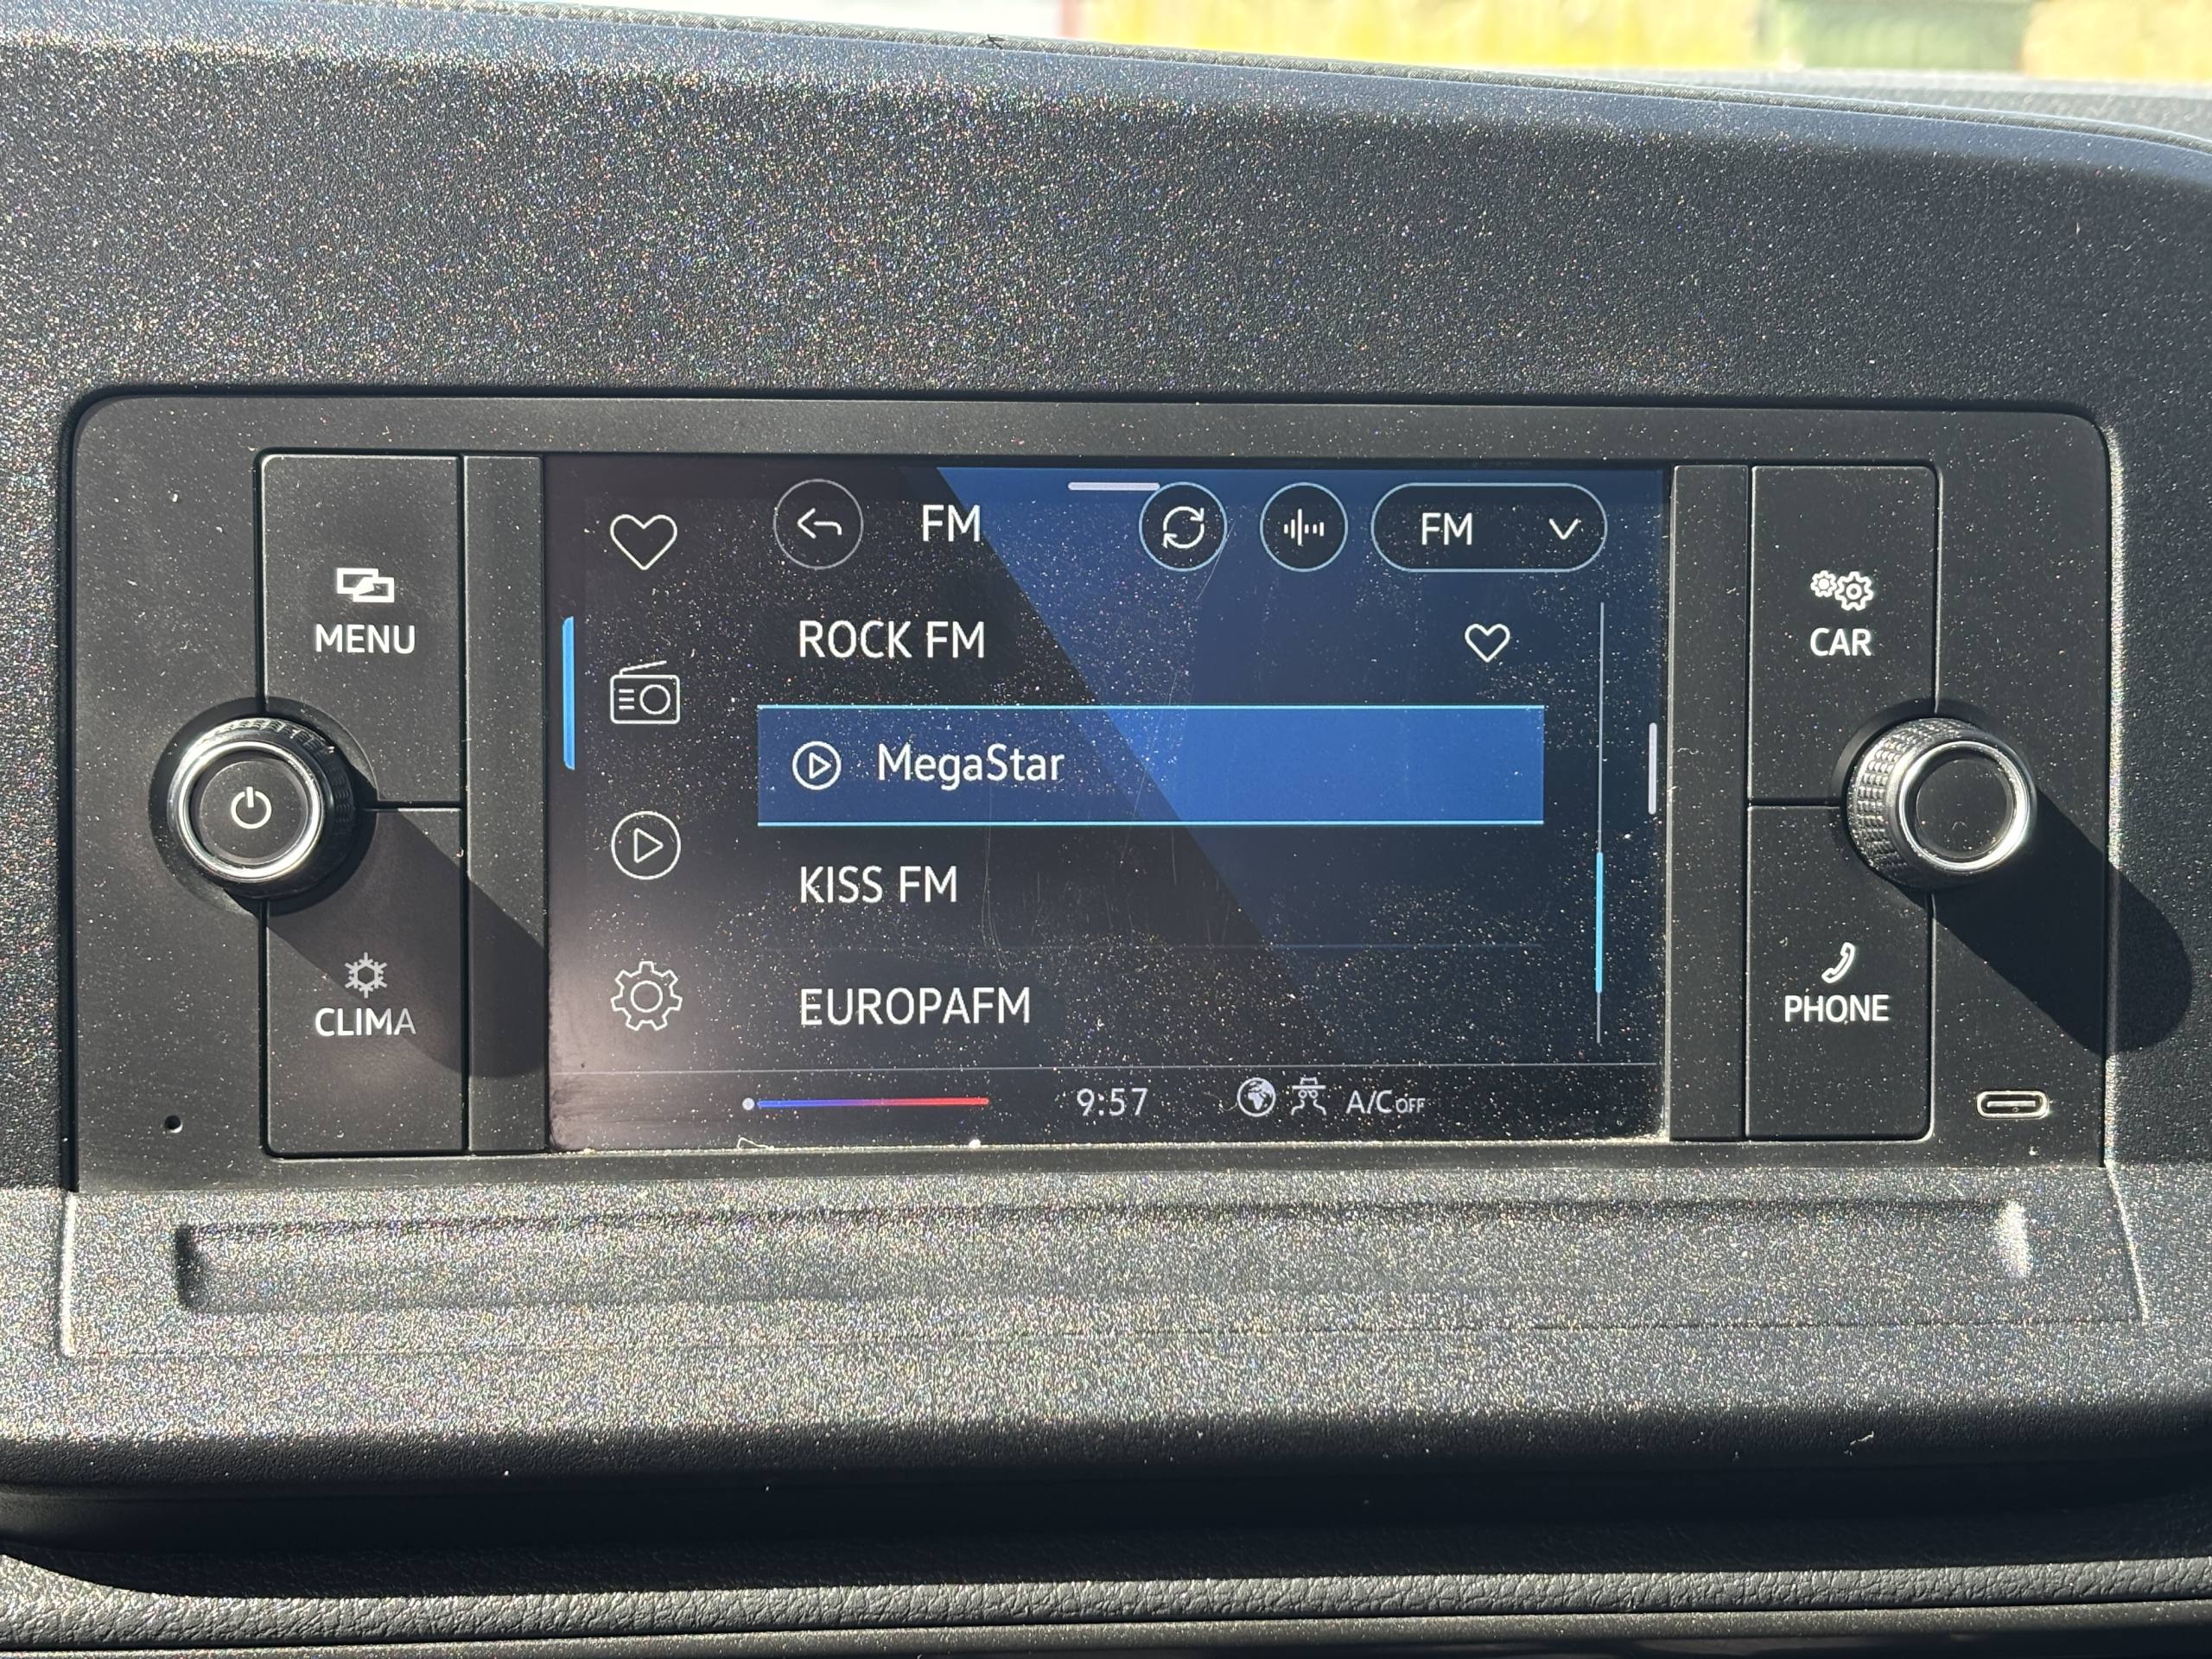 MENU
CLIMA
FM
FM
ROCK FM
MegaStar
KISS FM
EUROPAFM
9:57
A/C OFF
CAR
PHONE